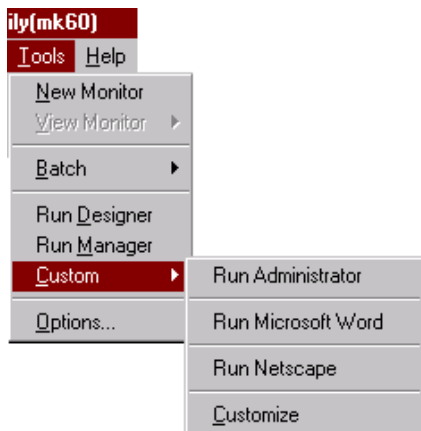 ily(mk60)
Tools Help
New Monitor
View Monitor
Batch
Run Designer
Run Manager
Custom
Options...
Run Administrator
Run Microsoft Word
Run Netscape
Customize